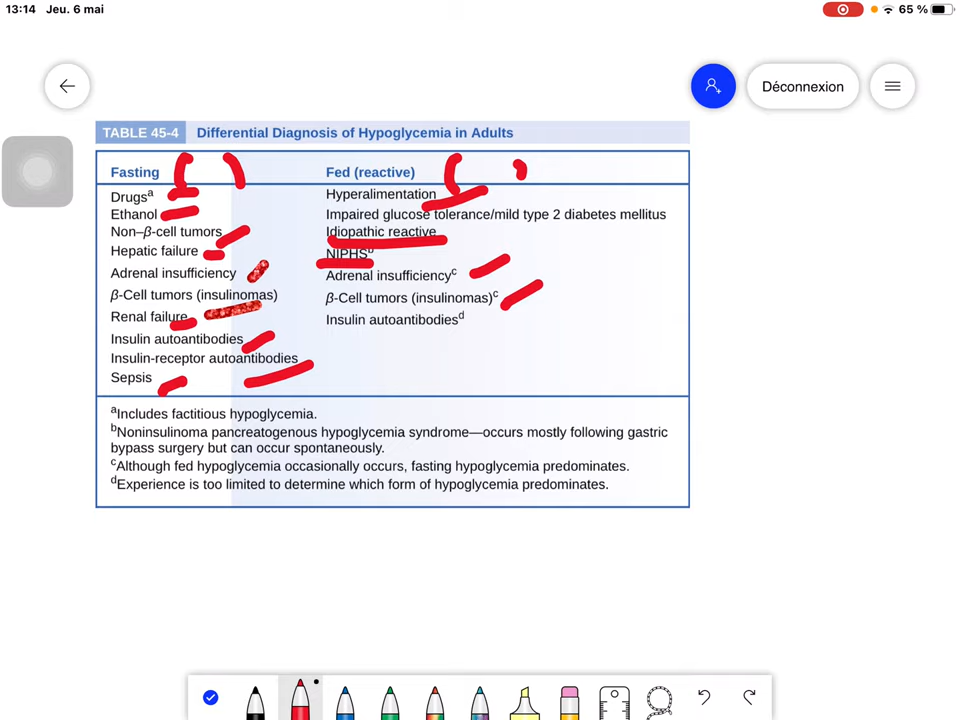 13:14 Jeu. 6 mai 65 %
Déconnexion
TABLE 45-4 Differential Diagnosis of Hypoglycemia in Adults
Fasting
Drugsᵃ
Ethanol
Non–β-cell tumors
Hepatic failure
Adrenal insufficiency
β-Cell tumors (insulinomas)
Renal failure
Insulin autoantibodies
Insulin-receptor autoantibodies
Sepsis
Fed (reactive)
Hyperalimentation
Impaired glucose tolerance/mild type 2 diabetes mellitus
Idiopathic reactive
NIPHSᵇ
Adrenal insufficiencyᶜ
β-Cell tumors (insulinomas)ᶜ
Insulin autoantibodiesᵈ
ᵃIncludes factitious hypoglycemia.
ᵇNoninsulinoma pancreatogenous hypoglycemia syndrome—occurs mostly following gastric
bypass surgery but can occur spontaneously.
ᶜAlthough fed hypoglycemia occasionally occurs, fasting hypoglycemia predominates.
ᵈExperience is too limited to determine which form of hypoglycemia predominates.